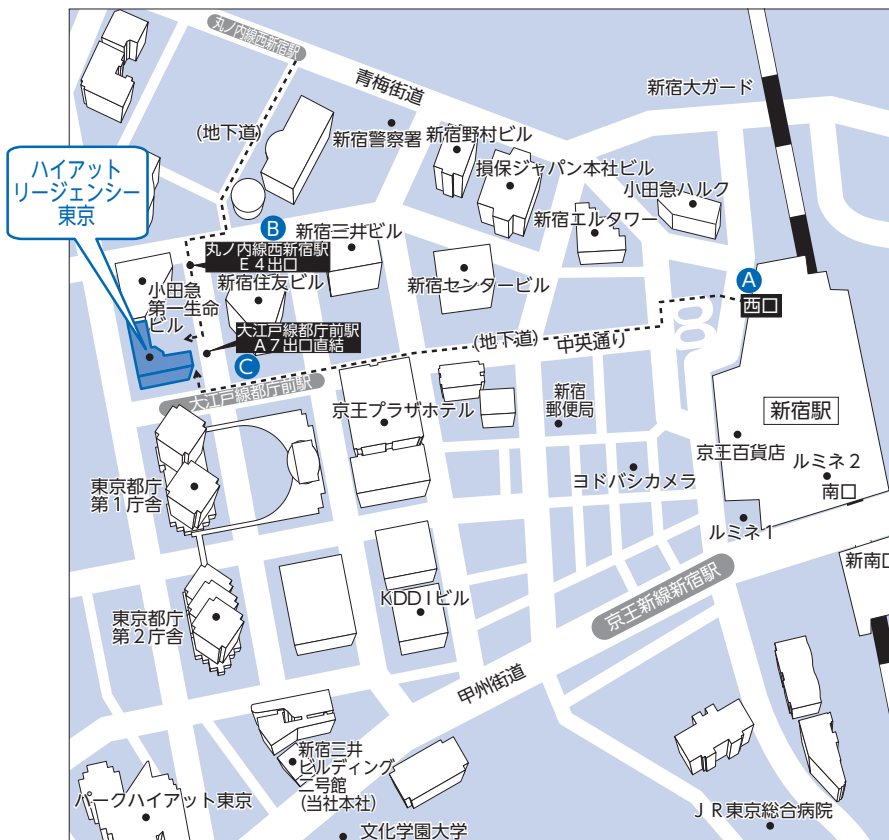 丸ノ内線西新宿駅
青梅街道
新宿大ガード
(地下道)
新宿警察署
新宿野村ビル
損保ジャパン本社ビル
小田急ハルク
新宿エルタワー
ハイアット
リージェンシー
東京
B
新宿三井ビル
丸ノ内線西新宿駅
E4出口
新宿住友ビル
新宿センタービル
A
西口
小田急
第一生命
ビル
大江戸線都庁前駅
A7出口直結
(地下道)
中央通り
C
大江戸線都庁前駅
京王プラザホテル
新宿
郵便局
新宿駅
京王百貨店
ルミネ2
南口
ヨドバシカメラ
東京都庁
第1庁舎
ルミネ1
新南口
京王新線新宿駅
KDDIビル
東京都庁
第2庁舎
甲州街道
新宿三井
ビルディング
二号館
(当社本社)
パークハイアット東京
JR東京総合病院
文化学園大学